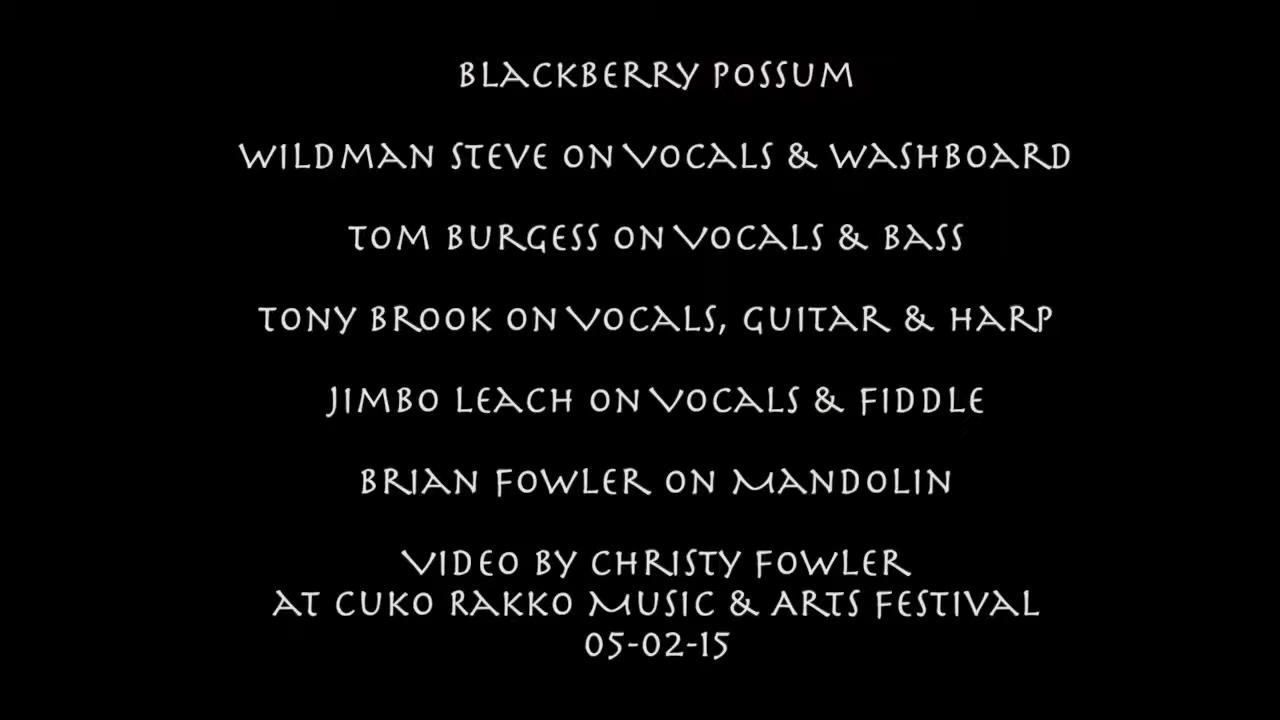 BLACKBERRY POSSUM
WILDMAN STEVE ON VOCALS & WASHBOARD
TOM BURGESS ON VOCALS & BASS
TONY BROOK ON VOCALS, GUITAR & HARP
JIMBO LEACH ON VOCALS & FIDDLE
BRIAN FOWLER ON MANDOLIN
VIDEO BY CHRISTY FOWLER
AT CUKO RAKKO MUSIC & ARTS FESTIVAL
05-02-15